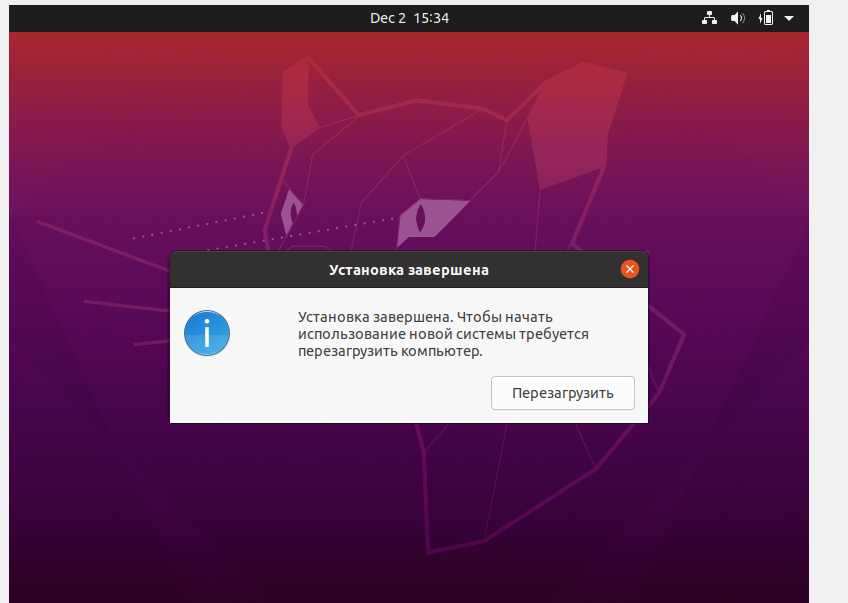 Dec 2 15:34
Установка завершена
Установка завершена. Чтобы начать
использование новой системы требуется
перезагрузить компьютер.
Перезагрузить